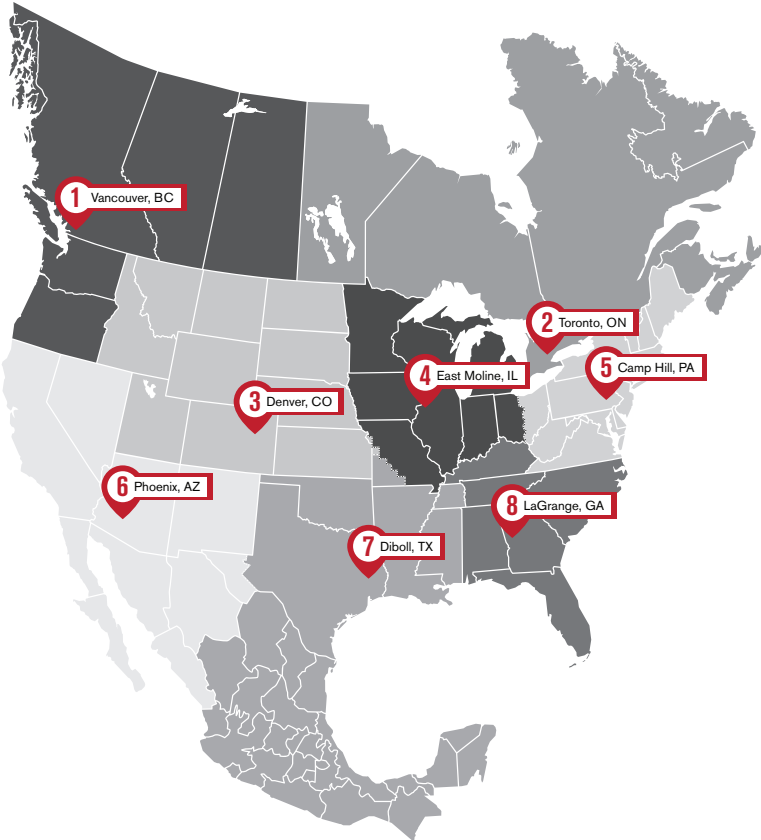 1 Vancouver, BC
2 Toronto, ON
5 Camp Hill, PA
4 East Moline, IL
3 Denver, CO
6 Phoenix, AZ
8 LaGrange, GA
7 Diboll, TX